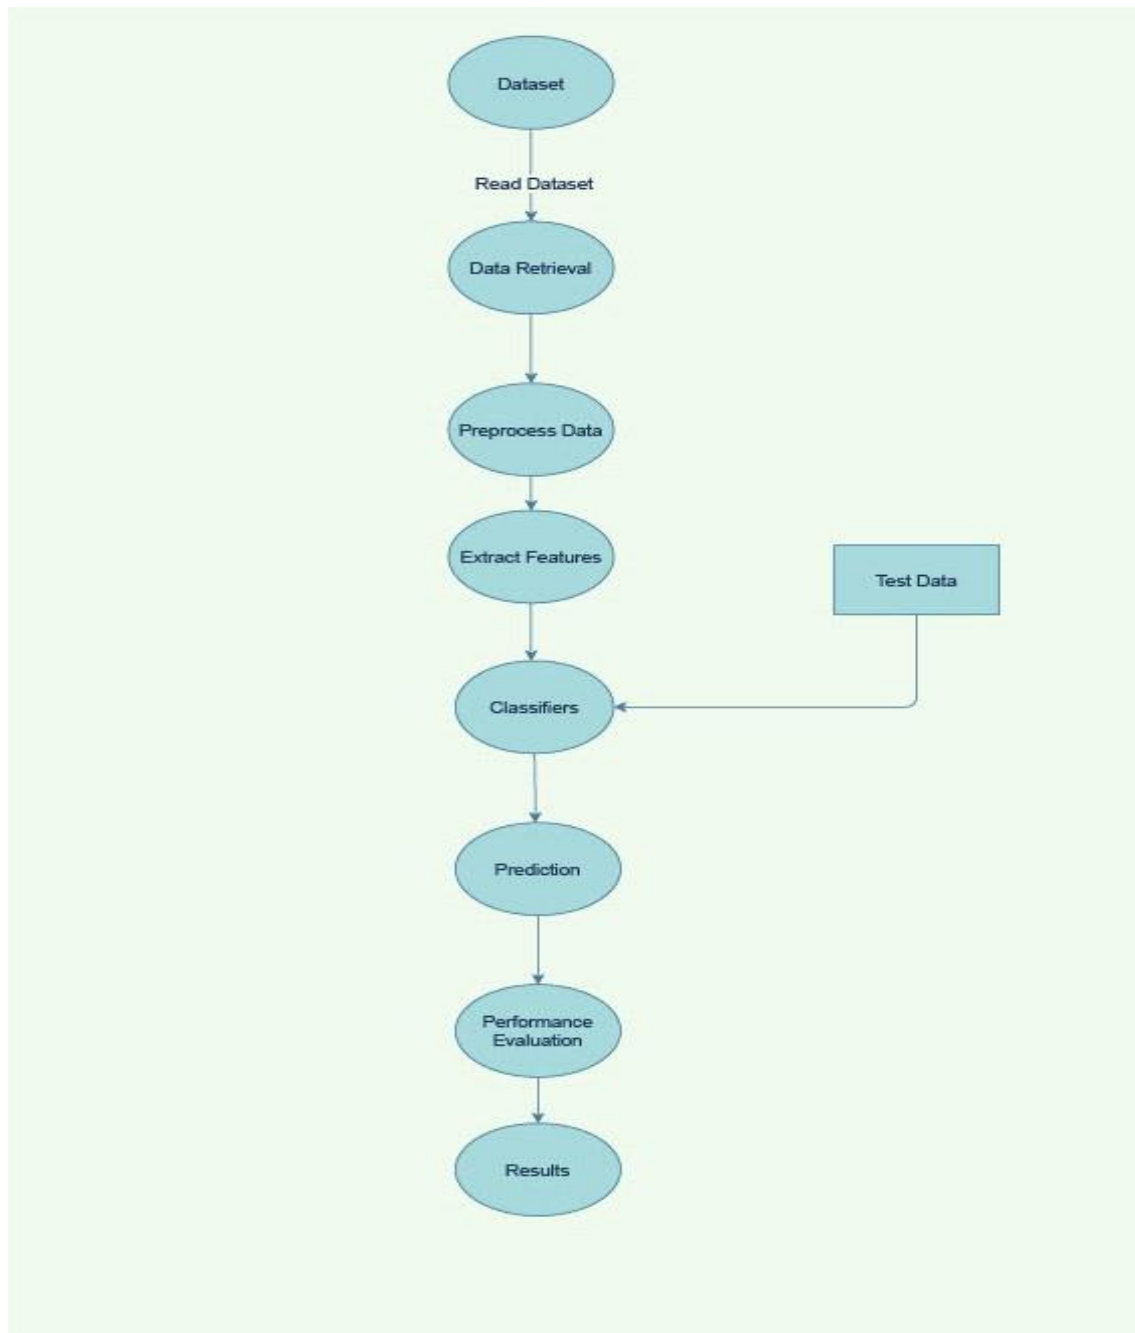 Dataset
Read Dataset
Data Retrieval
Preprocess Data
Extract Features
Test Data
Classifiers
Prediction
Performance
Evaluation
Results